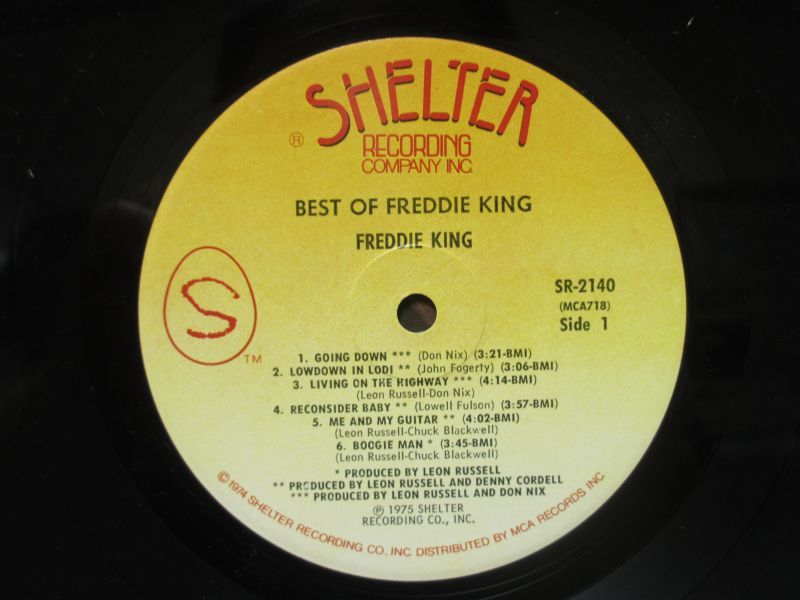 SHELTER
® RECORDING
COMPANY INC.
BEST OF FREDDIE KING
FREDDIE KING
SR-2140
(MCA718)
Side 1
S
TM
1. GOING DOWN *** (Don Nix) (3:21-BMI)
2. LOWDOWN IN LODI ** (John Fogerty) (3:06-BMI)
3. LIVING ON THE HIGHWAY *** (4:14-BMI)
(Leon Russell-Don Nix)
4. RECONSIDER BABY ** (Lowell Fulson) (3:57-BMI)
5. ME AND MY GUITAR ** (4:02-BMI)
(Leon Russell-Chuck Blackwell)
6. BOOGIE MAN * (3:45-BMI)
(Leon Russell-Chuck Blackwell)
* PRODUCED BY LEON RUSSELL
** PRODUCED BY LEON RUSSELL AND DENNY CORDELL
*** PRODUCED BY LEON RUSSELL AND DON NIX
℗ 1975 SHELTER
RECORDING CO., INC.
© 1974 SHELTER RECORDING CO., INC. DISTRIBUTED BY MCA RECORDS INC